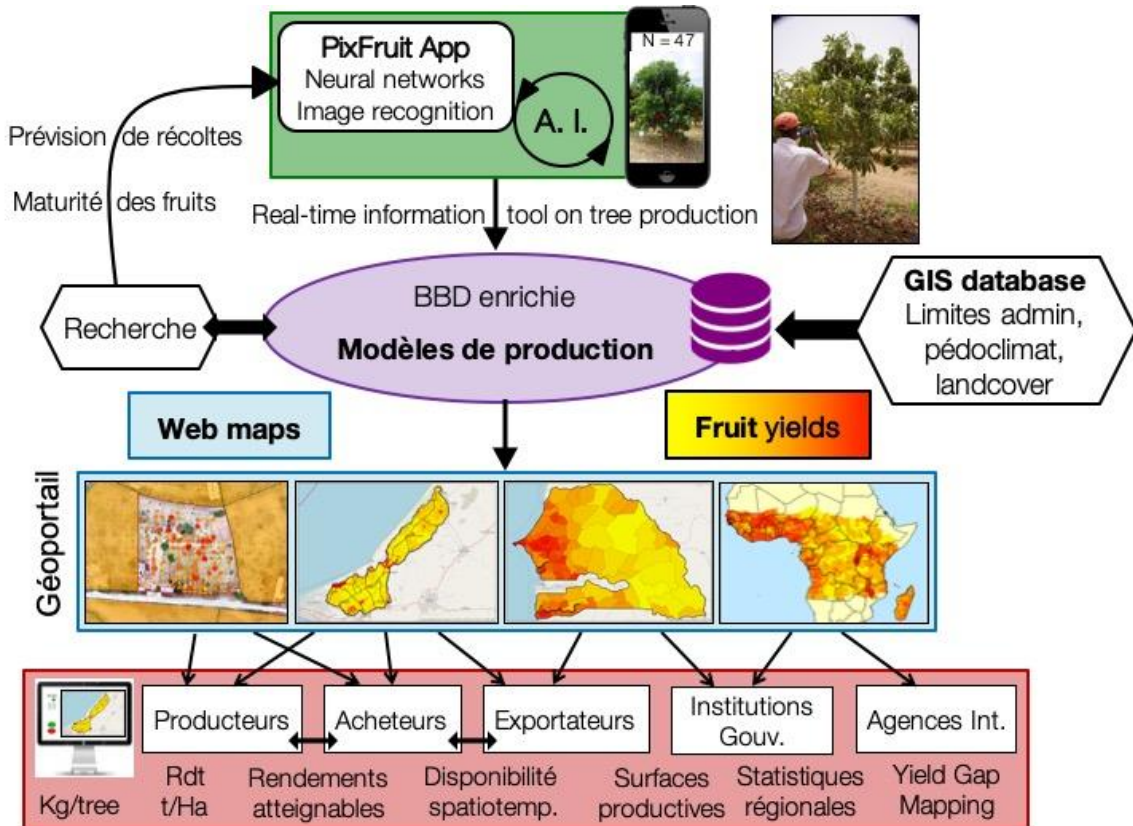 PixFruit App
Neural networks
Image recognition
A. I.
N = 47
Prévision de récoltes
Maturité des fruits
Real-time information tool on tree production
Recherche
BBD enrichie
Modèles de production
GIS database
Limites admin,
pédoclimat,
landcover
Web maps
Fruit yields
Géoportail
Producteurs
Acheteurs
Exportateurs
Institutions
Gouv.
Agences Int.
Kg/tree
Rdt
t/Ha
Rendements
atteignables
Disponibilité
spatiotemp.
Surfaces
productives
Statistiques
régionales
Yield Gap
Mapping